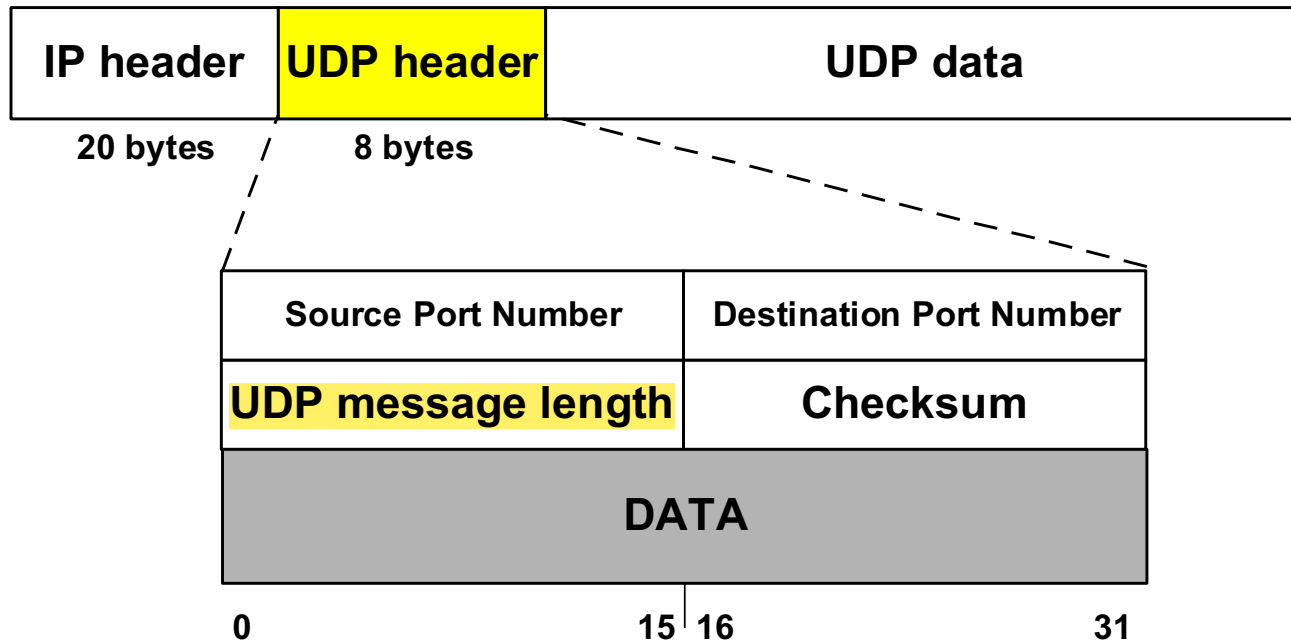 IP header UDP header UDP data
20 bytes 8 bytes
Source Port Number Destination Port Number
UDP message length Checksum
DATA
0 15 16 31